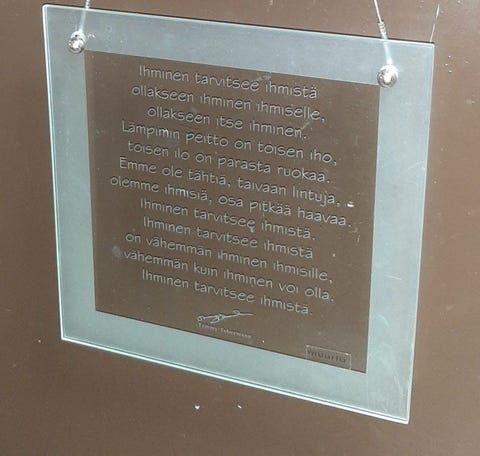 Ihminen tarvitsee ihmistä
ollakseen ihminen ihmiselle,
ollakseen itse ihminen.
Lämpimin peitto on toisen iho,
toisen ilo on parasta ruokaa.
Emme ole tähtiä, taivaan lintuja,
olemme ihmisiä, osa pitkää haavaa.
Ihminen tarvitsee ihmistä.
Ihminen tarvitsee ihmistä
on vähemmän ihminen ihmisille,
vähemmän kuin ihminen voi olla.
Ihminen tarvitsee ihmistä.
Tommy Tabermann